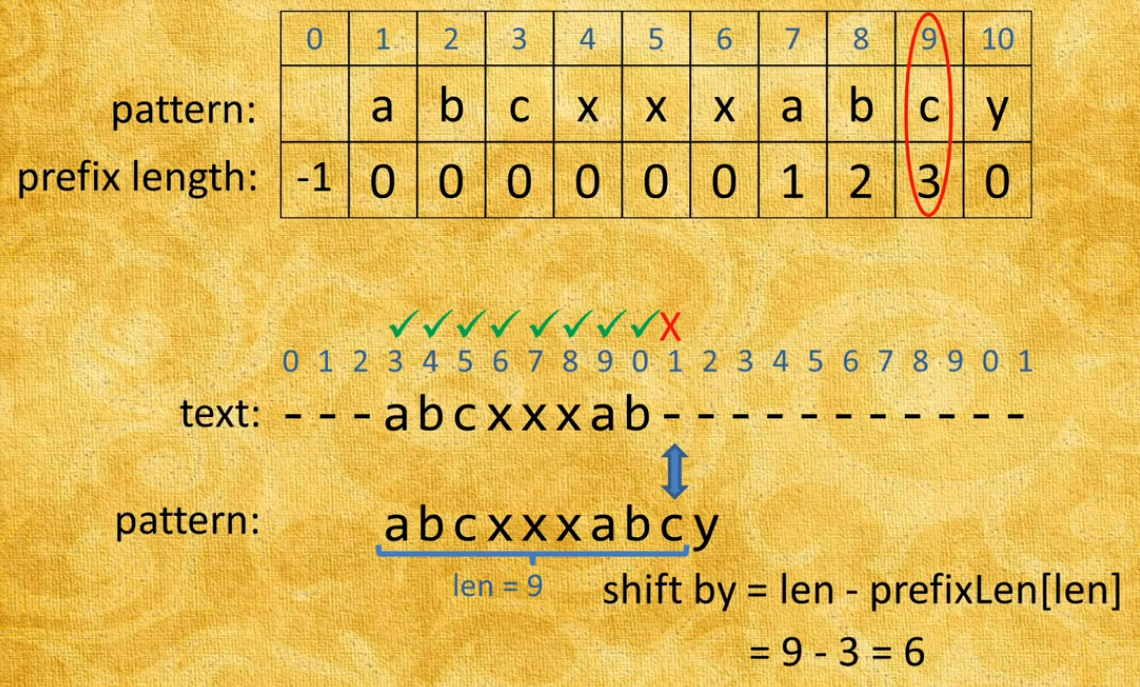 0 1 2 3 4 5 6 7 8 9 10
pattern: a b c x x x a b c y
prefix length: -1 0 0 0 0 0 0 1 2 3 0
✓✓✓✓✓✓✓✓X
0 1 2 3 4 5 6 7 8 9 0 1 2 3 4 5 6 7 8 9 0 1
text: - - - a b c x x x a b - - - - - - - - - - -
pattern: a b c x x x a b c y
len = 9
shift by = len - prefixLen[len]
= 9 - 3 = 6